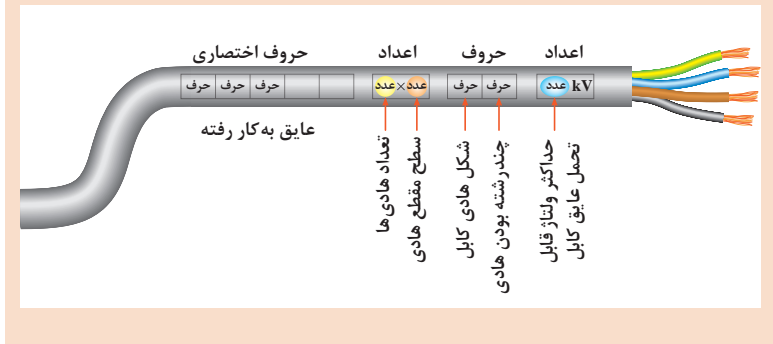 حروف اختصاری
اعداد
حروف
اعداد
حرف حرف حرف
عدد×عدد
حرف حرف
عدد kV
عایق به‌کار رفته
تعداد هادی‌ها
سطح مقطع هادی
شکل هادی کابل
چندرشته بودن هادی
حداکثر ولتاژ قابل
تحمل عایق کابل